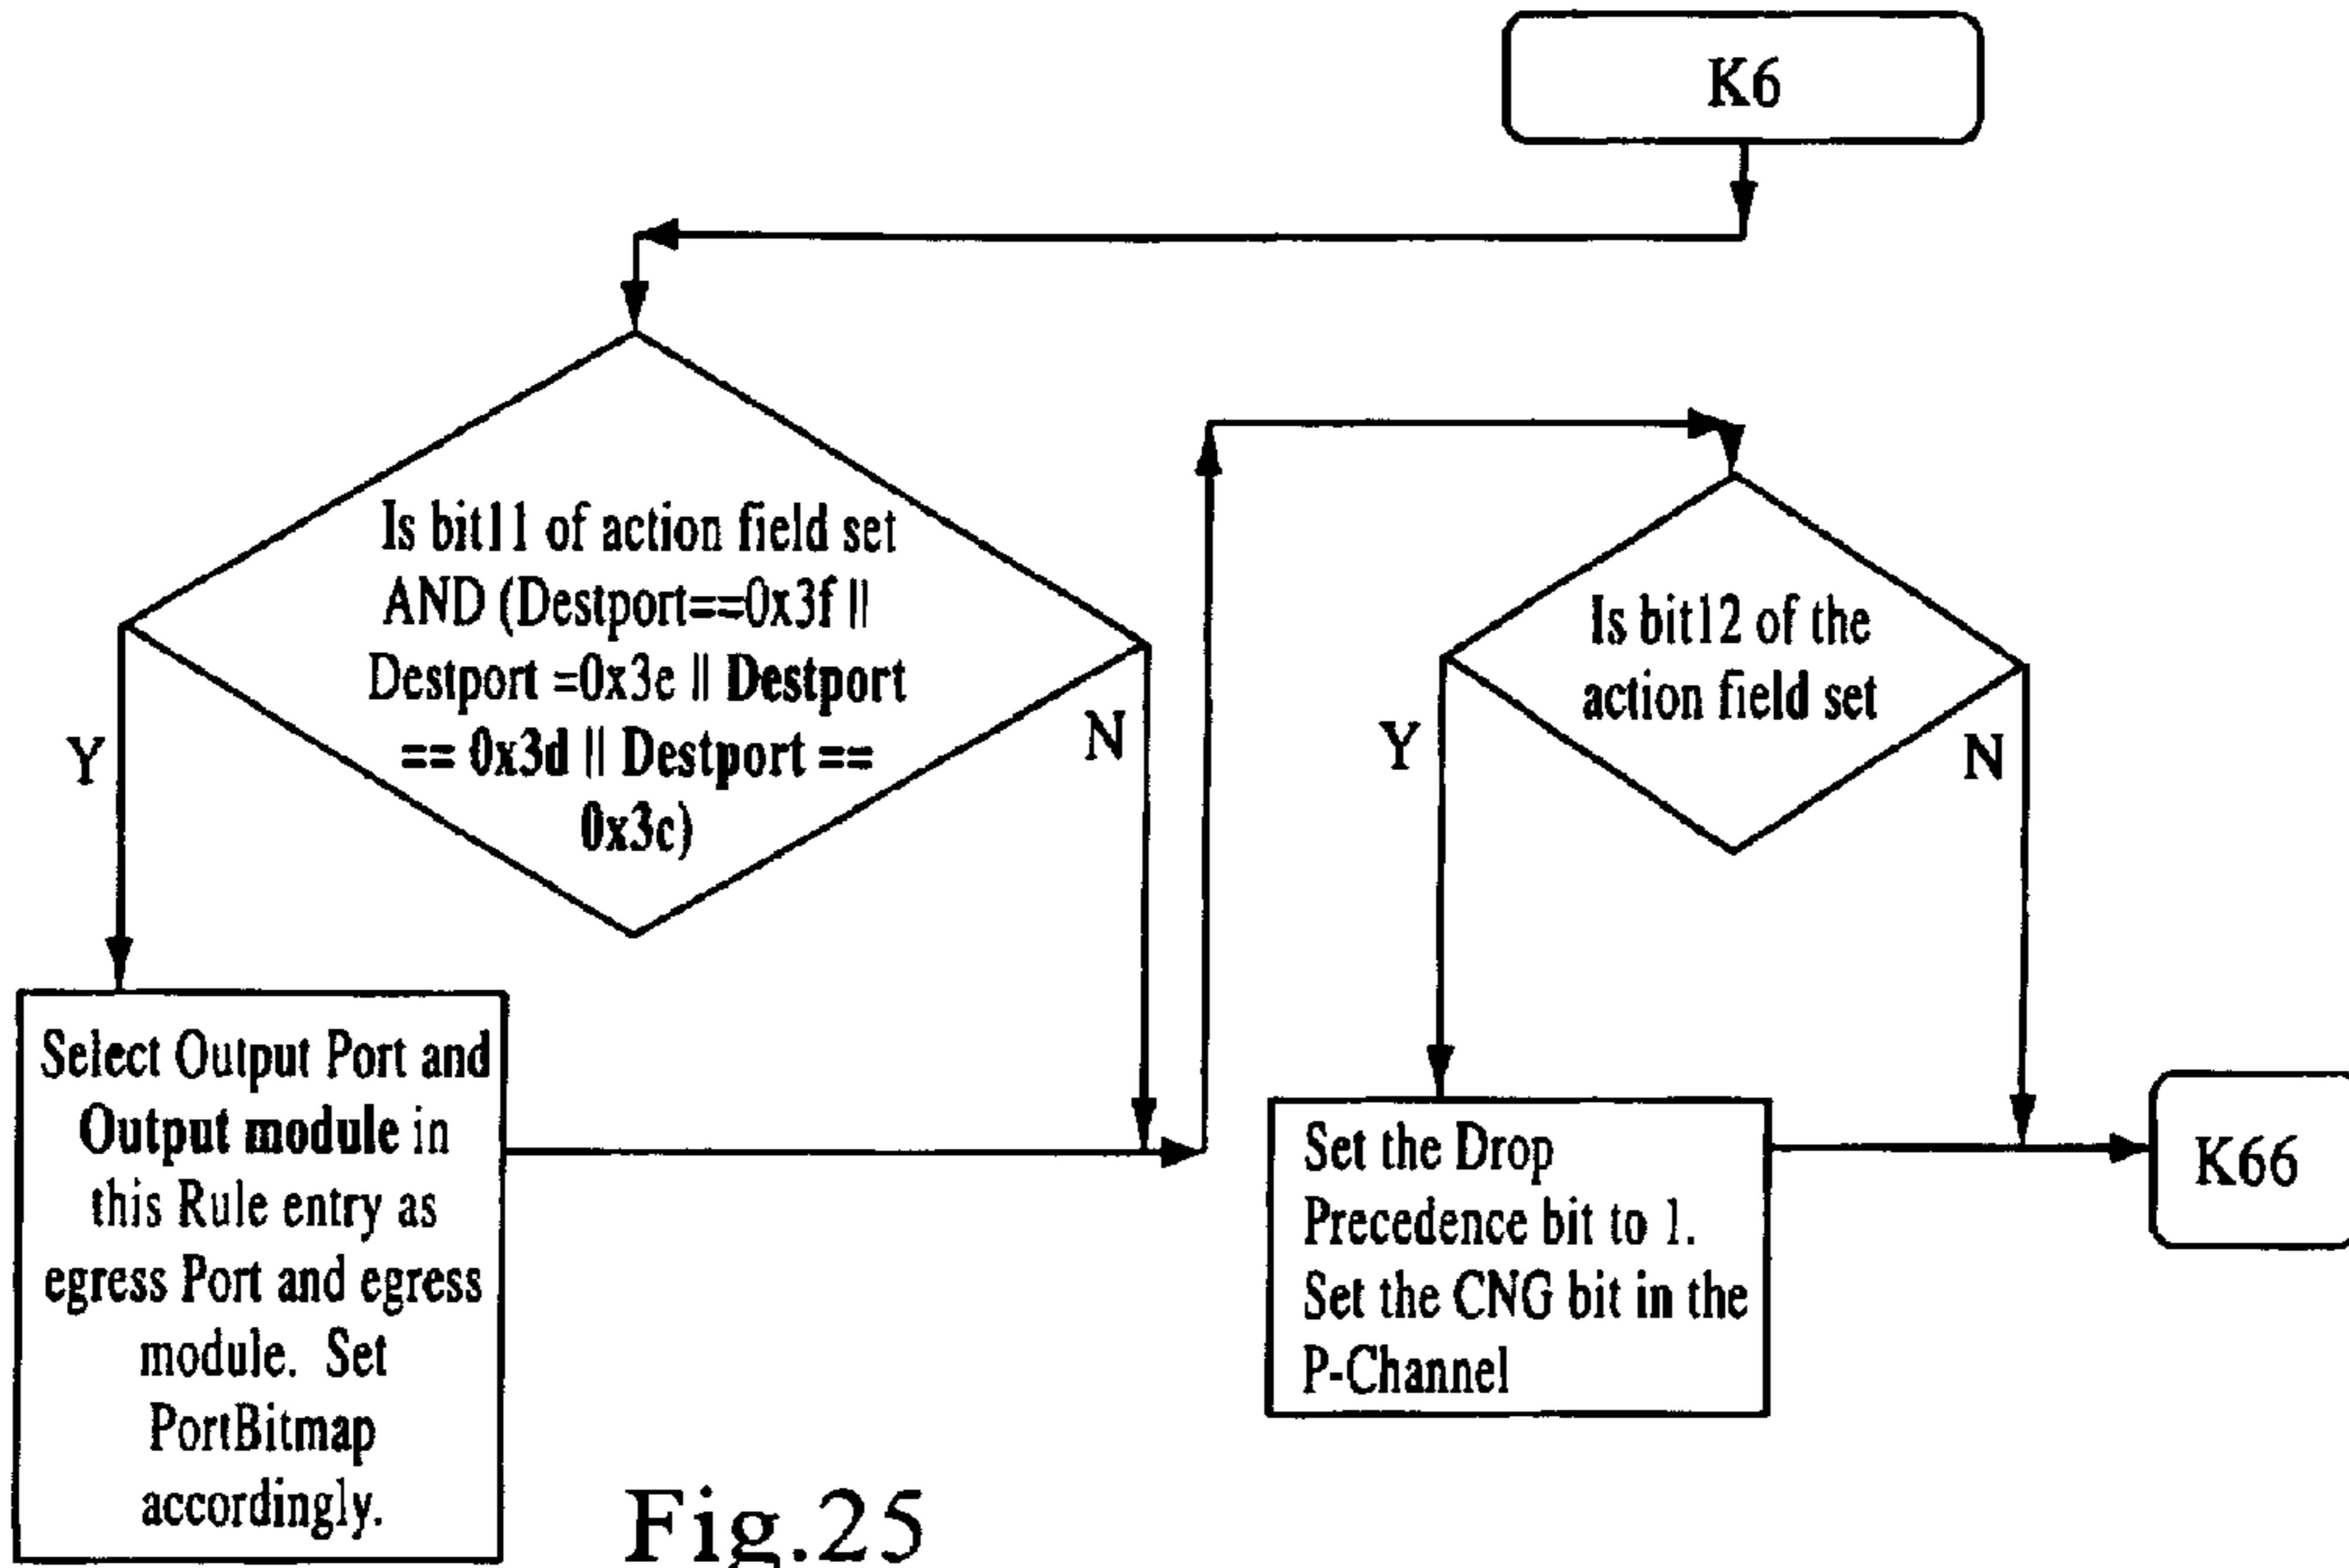 K6
Is bit11 of action field set
AND (Destport==0x3f ||
Destport =0x3e || Destport
== 0x3d || Destport ==
0x3c)
Y
N
Is bit12 of the
action field set
Y
N
Select Output Port and
Output module in
this Rule entry as
egress Port and egress
module. Set
PortBitmap
accordingly.
Set the Drop
Precedence bit to 1.
Set the CNG bit in the
P-Channel
K66
Fig.25